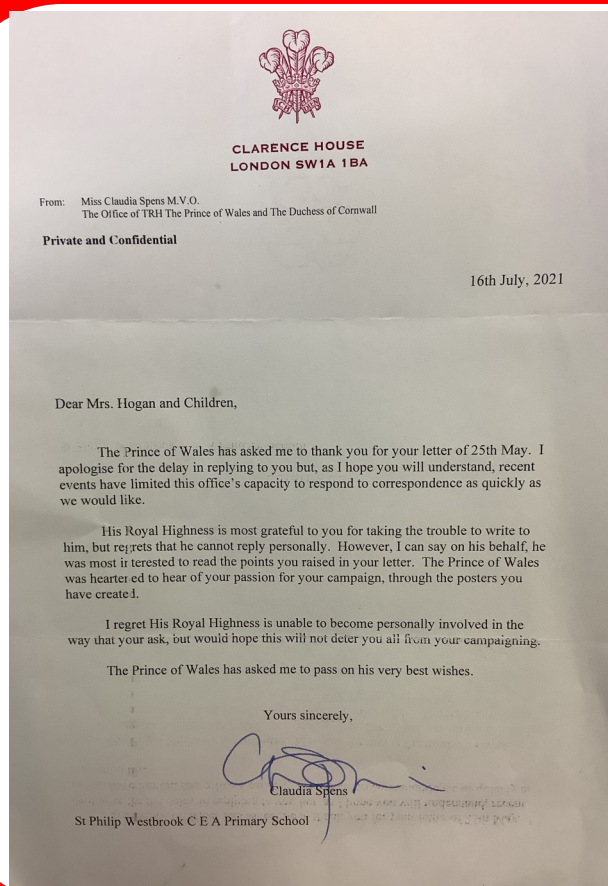 CLARENCE HOUSE
LONDON SW1A 1BA
From: Miss Claudia Spens M.V.O.
The Office of TRH The Prince of Wales and The Duchess of Cornwall
Private and Confidential
16th July, 2021
Dear Mrs. Hogan and Children,
The Prince of Wales has asked me to thank you for your letter of 25th May. I
apologise for the delay in replying to you but, as I hope you will understand, recent
events have limited this office's capacity to respond to correspondence as quickly as
we would like.
His Royal Highness is most grateful to you for taking the trouble to write to
him, but regrets that he cannot reply personally. However, I can say on his behalf, he
was most interested to read the points you raised in your letter. The Prince of Wales
was heartened to hear of your passion for your campaign, through the posters you
have created.
I regret His Royal Highness is unable to become personally involved in the
way that your ask, but would hope this will not deter you all from your campaigning.
The Prince of Wales has asked me to pass on his very best wishes.
Yours sincerely,
Claudia Spens
St Philip Westbrook C E A Primary School